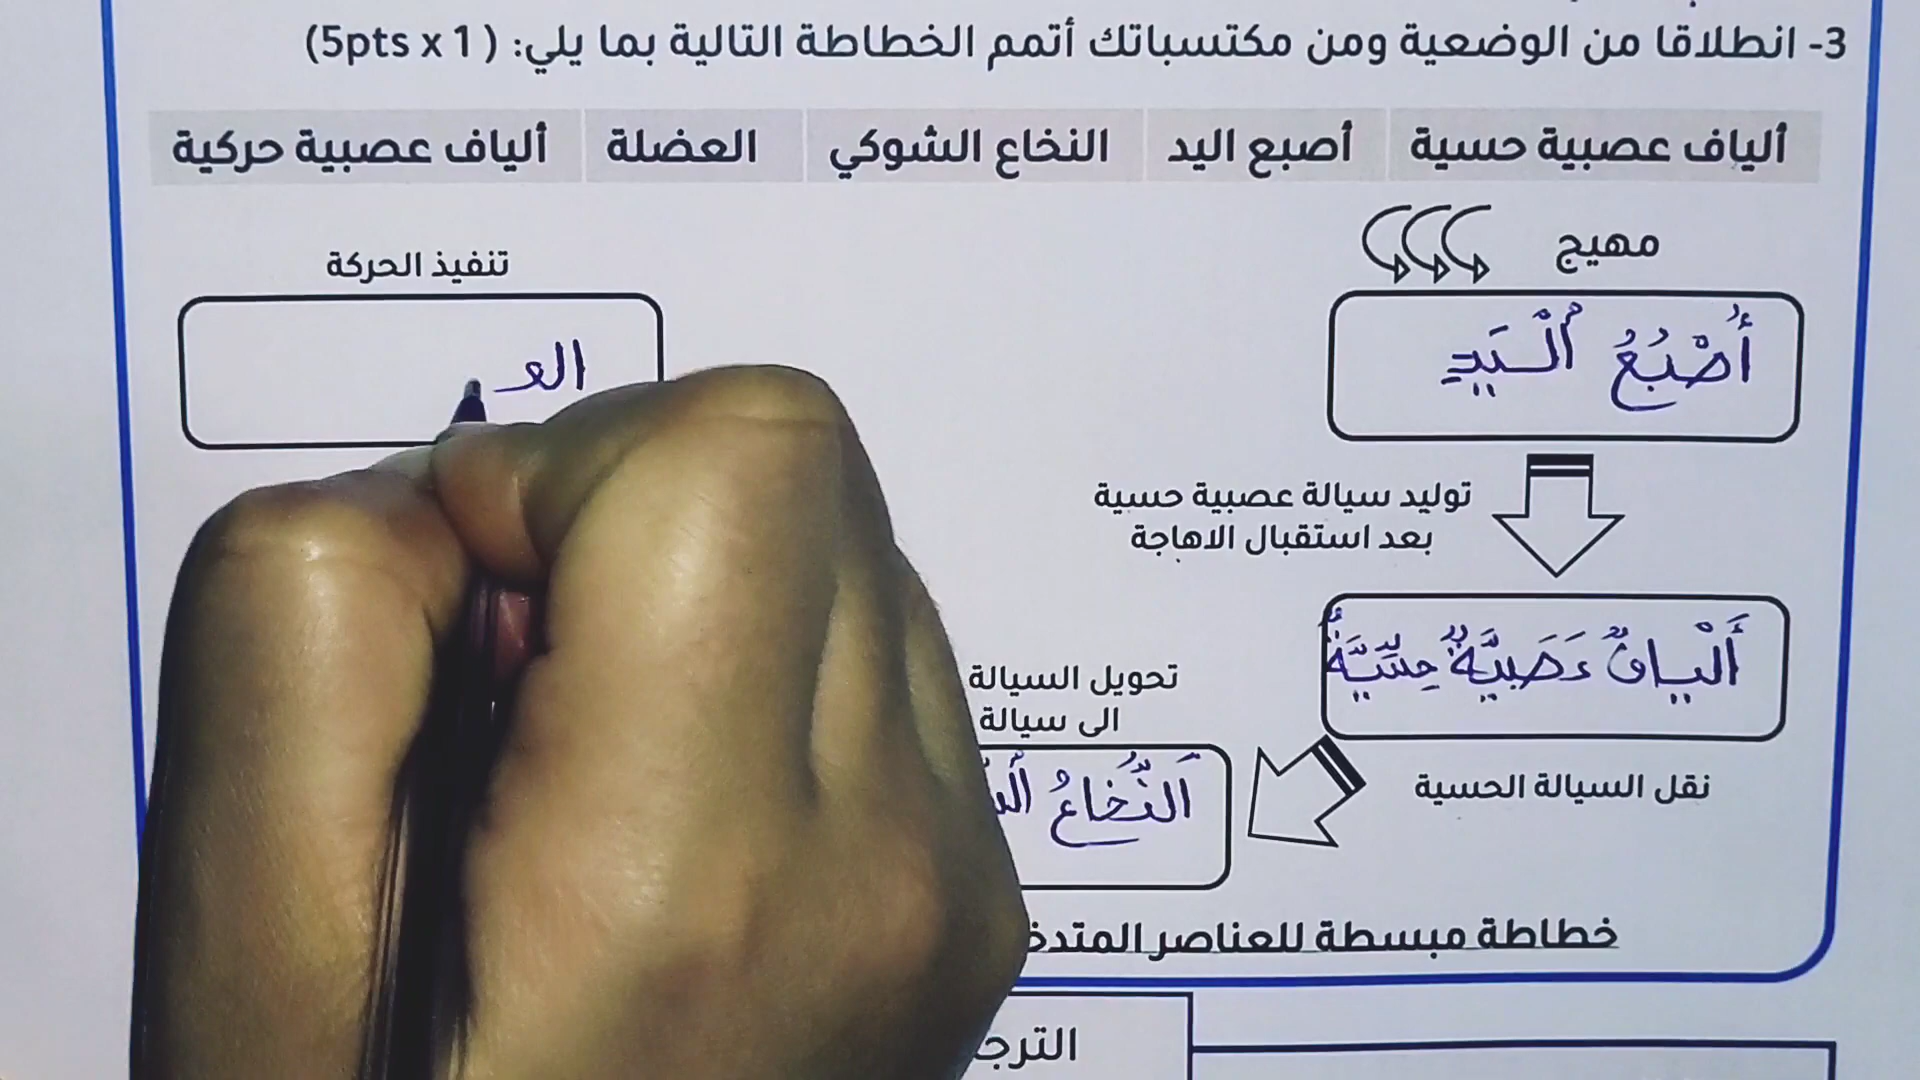 3- انطلاقا من الوضعية ومن مكتسباتك أتمم الخطاطة التالية بما يلي: ( 1 x 5pts)
ألياف عصبية حسية أصبع اليد النخاع الشوكي العضلة ألياف عصبية حركية
مهيج
تنفيذ الحركة
أُصْبُعُ الْيَدِ
الع
توليد سيالة عصبية حسية
بعد استقبال الاهاجة
أَلْيافٌ عَصَبِيَّةٌ حِسِّيَّةٌ
تحويل السيالة
الى سيالة
نقل السيالة الحسية
اَلنُّخاعُ
خطاطة مبسطة للعناصر